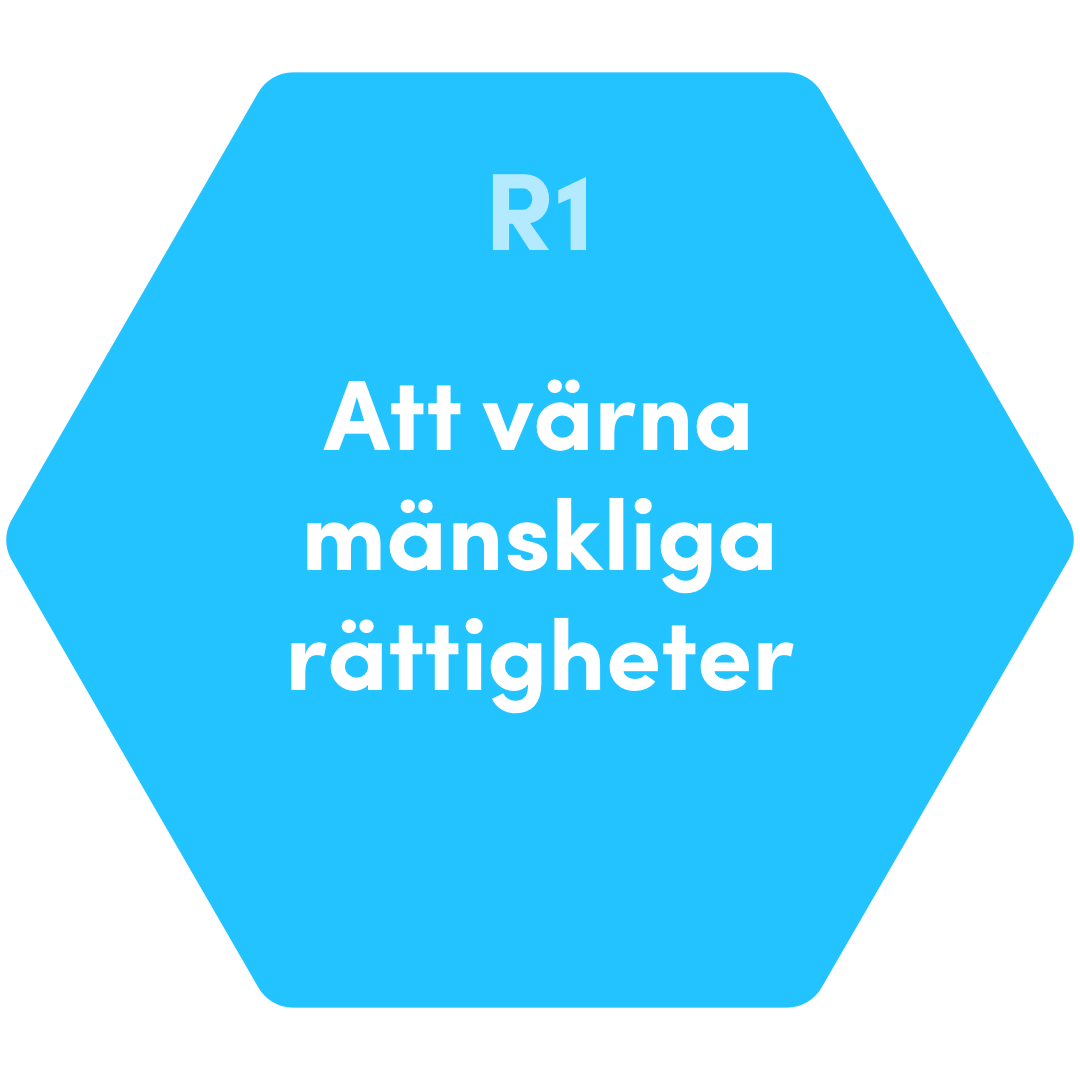 R1
Att värna
mänskliga
rättigheter